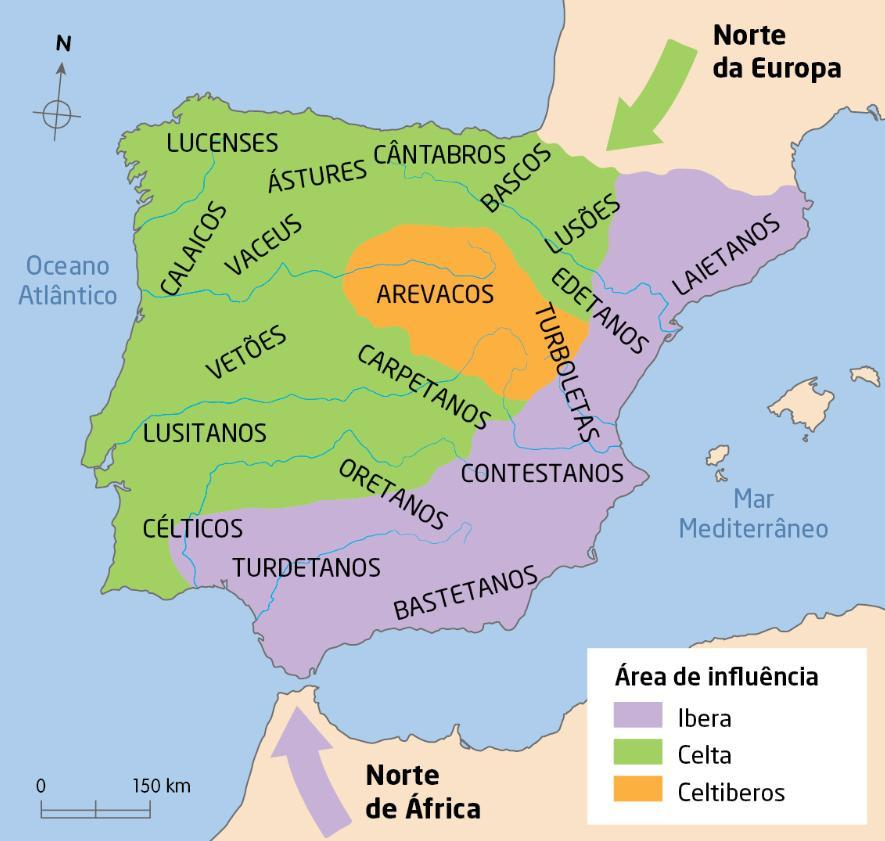 N
Norte
da Europa
LUCENSES
CÂNTABROS
ÁSTURES
BASCOS
LUSÕES
CALAICOS
VACEUS
LAIETANOS
Oceano
Atlântico
AREVACOS
EDETANOS
TURBOLETAS
VETÕES
CARPETANOS
LUSITANOS
ORETANOS
CONTESTANOS
Mar
Mediterrâneo
CÉLTICOS
TURDETANOS
BASTETANOS
Área de influência
Ibera
Celta
Celtiberos
Norte
de África
0 150 km